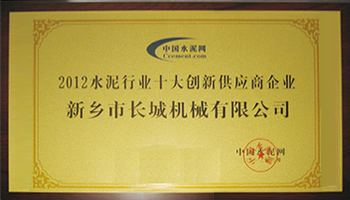 中国水泥网
Ccement.com
2012水泥行业十大创新供应商企业
新乡市长城机械有限公司
中国水泥网